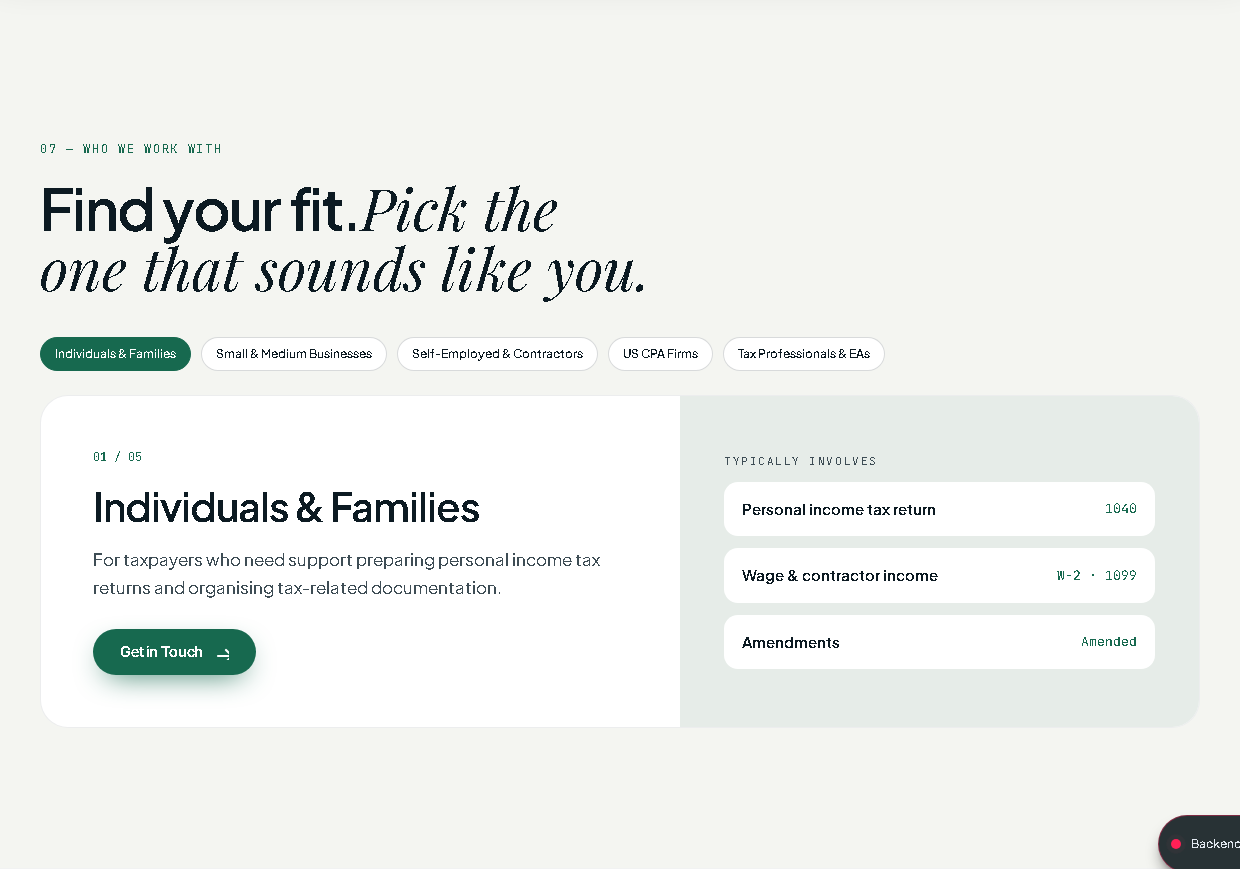 07 — WHO WE WORK WITH
Find your fit. Pick the
one that sounds like you.
Individuals & Families
Small & Medium Businesses
Self-Employed & Contractors
US CPA Firms
Tax Professionals & EAs
01 / 05
Individuals & Families
For taxpayers who need support preparing personal income tax
returns and organising tax-related documentation.
Get in Touch
TYPICALLY INVOLVES
Personal income tax return 1040
Wage & contractor income W-2 · 1099
Amendments Amended